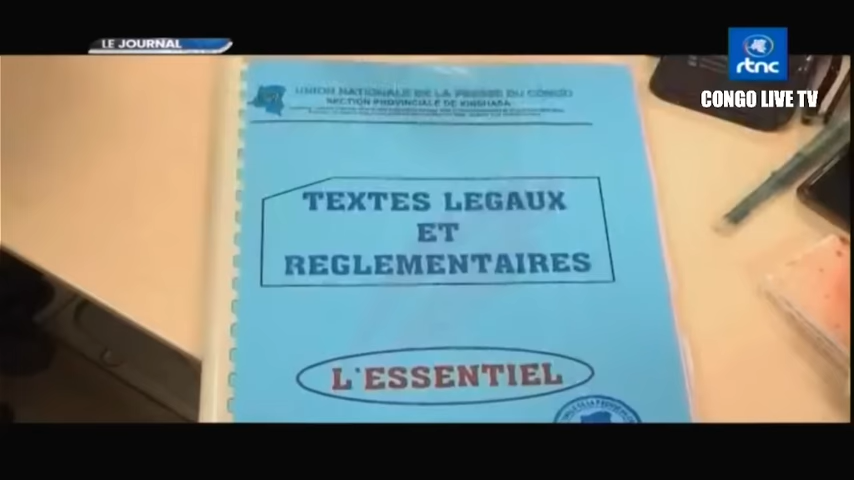 LE JOURNAL
rtnc
CONGO LIVE TV
UNION NATIONALE DE LA PRESSE DU CONGO
SECTION PROVINCIALE DE KINSHASA
TEXTES LEGAUX
ET
REGLEMENTAIRES
L'ESSENTIEL